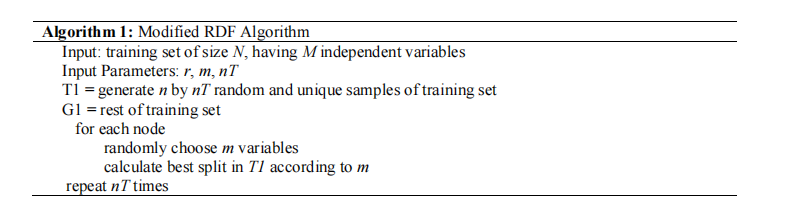 Algorithm 1: Modified RDF Algorithm
Input: training set of size N, having M independent variables
Input Parameters: r, m, nT
T1 = generate n by nT random and unique samples of training set
G1 = rest of training set
for each node
randomly choose m variables
calculate best split in T1 according to m
repeat nT times